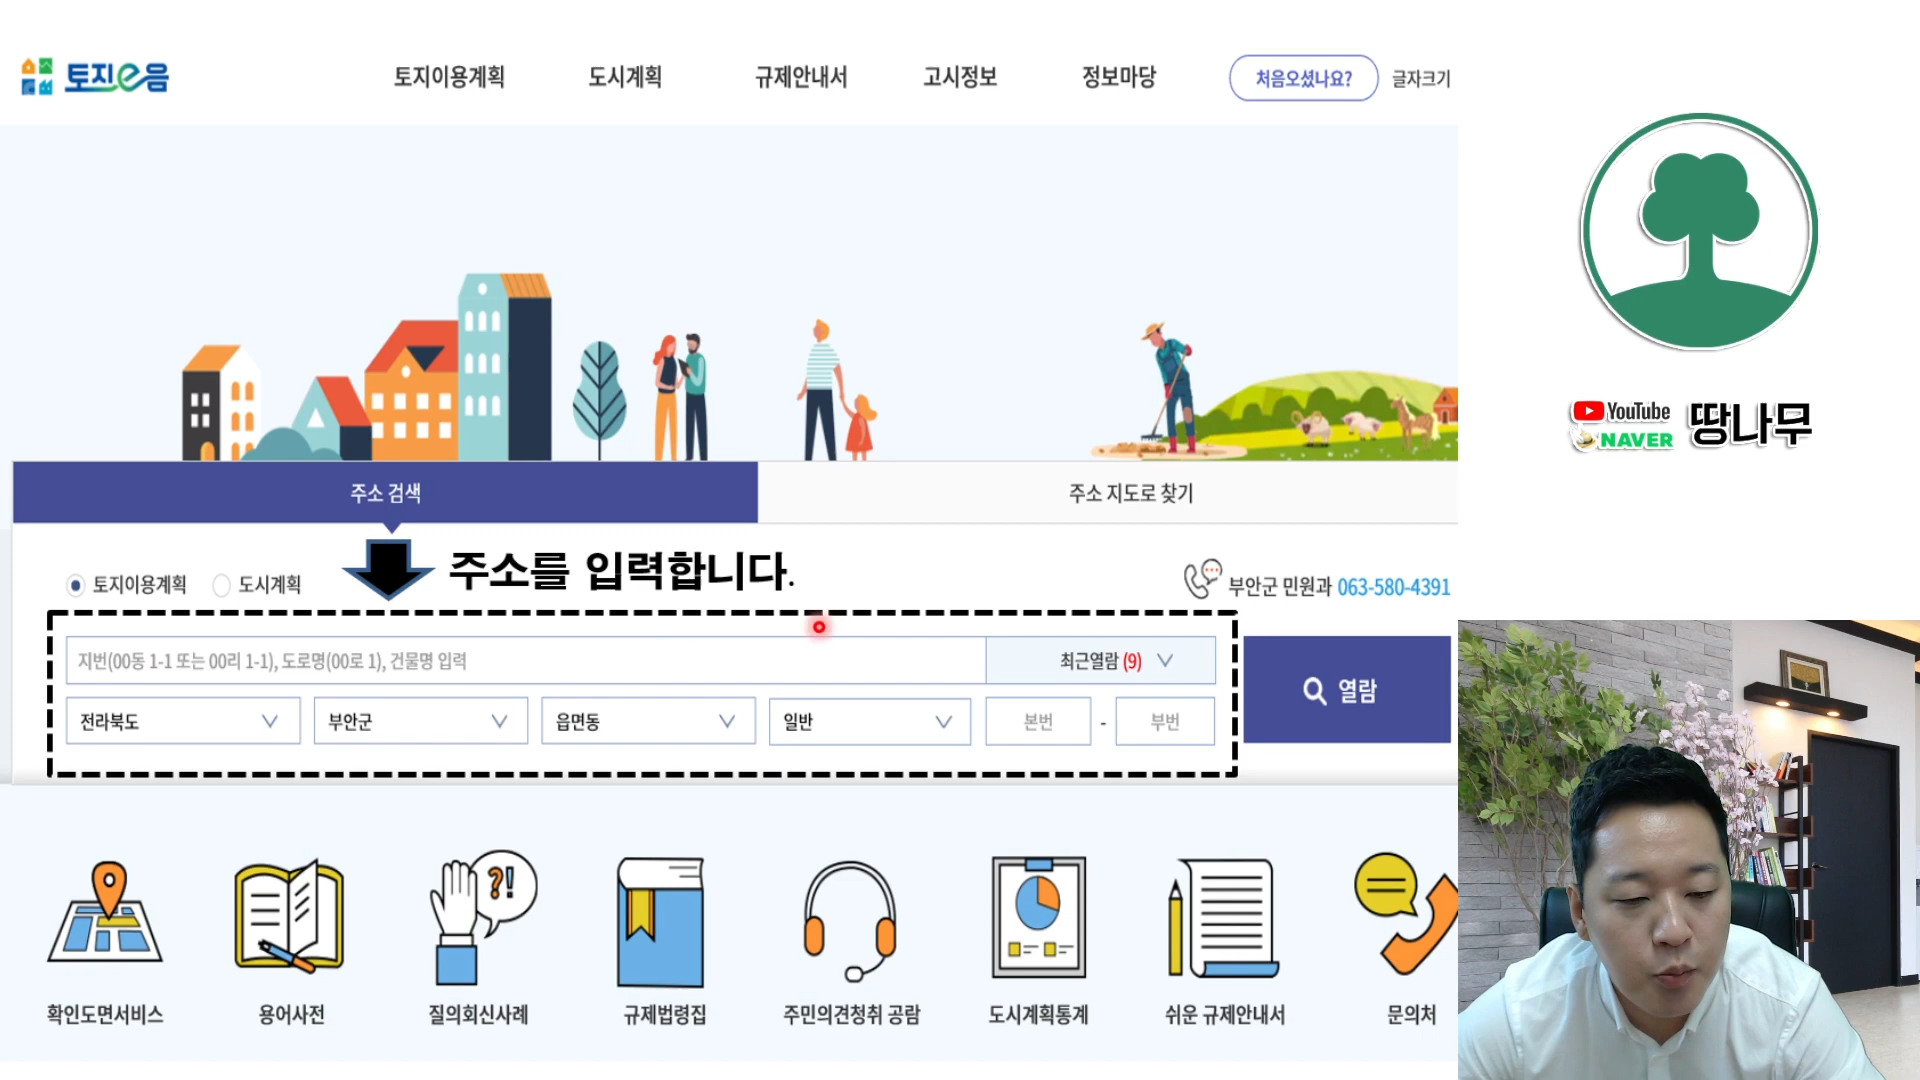 토지e음
토지이용계획 도시계획 규제안내서 고시정보 정보마당 처음오셨나요? 글자크기
YouTube
NAVER 땅나무
주소 검색 주소 지도로 찾기
주소를 입력합니다.
토지이용계획 도시계획 부안군 민원과 063-580-4391
지번(00동 1-1 또는 00리 1-1), 도로명(00로 1), 건물명 입력 최근열람 (9)
열람
전라북도 부안군 읍면동 일반 본번 - 부번
?!
확인도면서비스 용어사전 질의회신사례 규제법령집 주민의견청취 공람 도시계획통계 쉬운 규제안내서 문의처